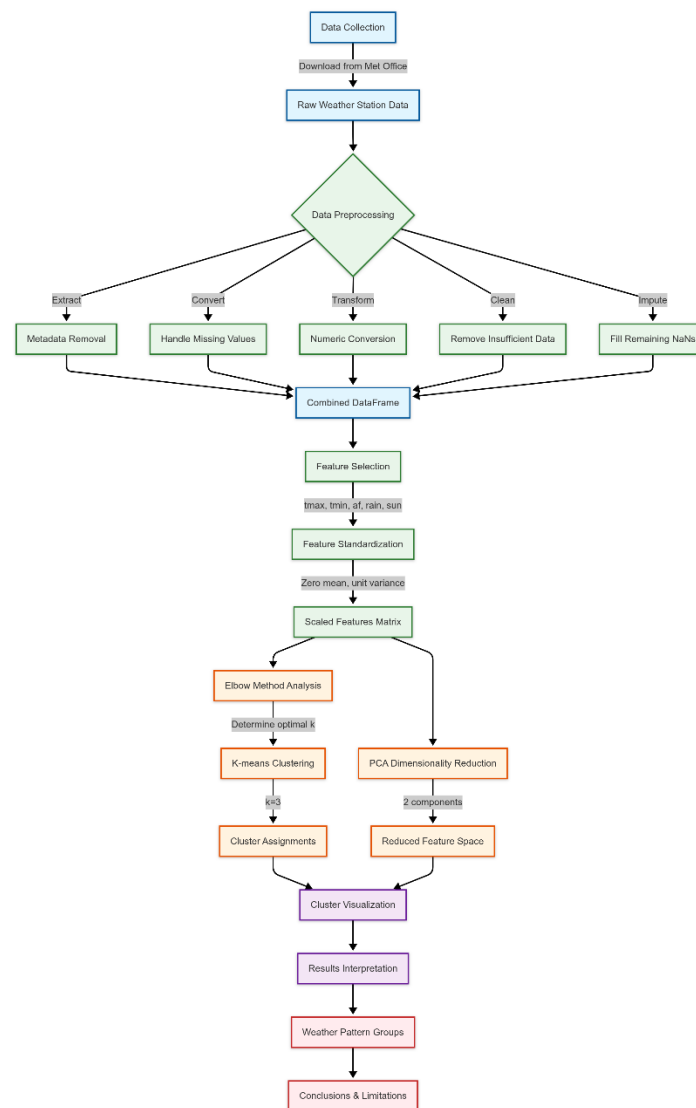 Data Collection
Download from Met Office
Raw Weather Station Data
Data Preprocessing
Extract
Convert
Transform
Clean
Impute
Metadata Removal
Handle Missing Values
Numeric Conversion
Remove Insufficient Data
Fill Remaining NaNs
Combined DataFrame
Feature Selection
tmax, tmin, af, rain, sun
Feature Standardization
Zero mean, unit variance
Scaled Features Matrix
Elbow Method Analysis
Determine optimal k
K-means Clustering
PCA Dimensionality Reduction
k=3
2 components
Cluster Assignments
Reduced Feature Space
Cluster Visualization
Results Interpretation
Weather Pattern Groups
Conclusions & Limitations